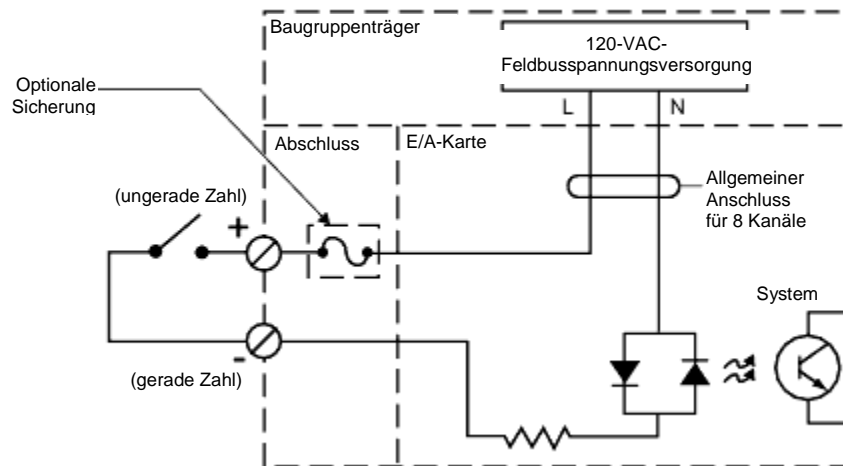 Baugruppenträger
120-VAC-
Feldbusspannungsversorgung
Optionale
Sicherung
L
N
Abschluss
E/A-Karte
Allgemeiner
Anschluss
für 8 Kanäle
(ungerade Zahl)
+
System
-
(gerade Zahl)